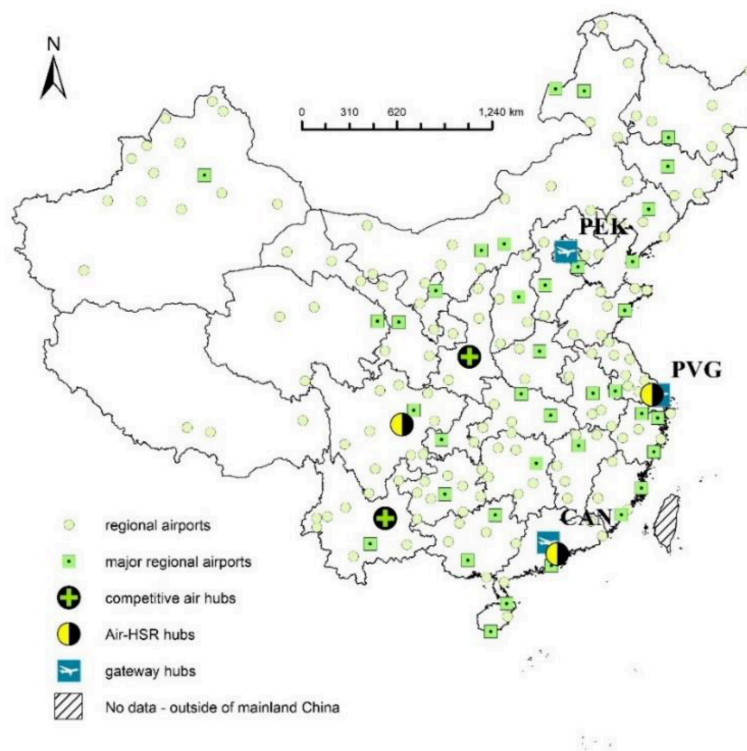 N
0 310 620 1,240 km
PEK
PVG
CAN
regional airports
major regional airports
competitive air hubs
Air-HSR hubs
gateway hubs
No data - outside of mainland China